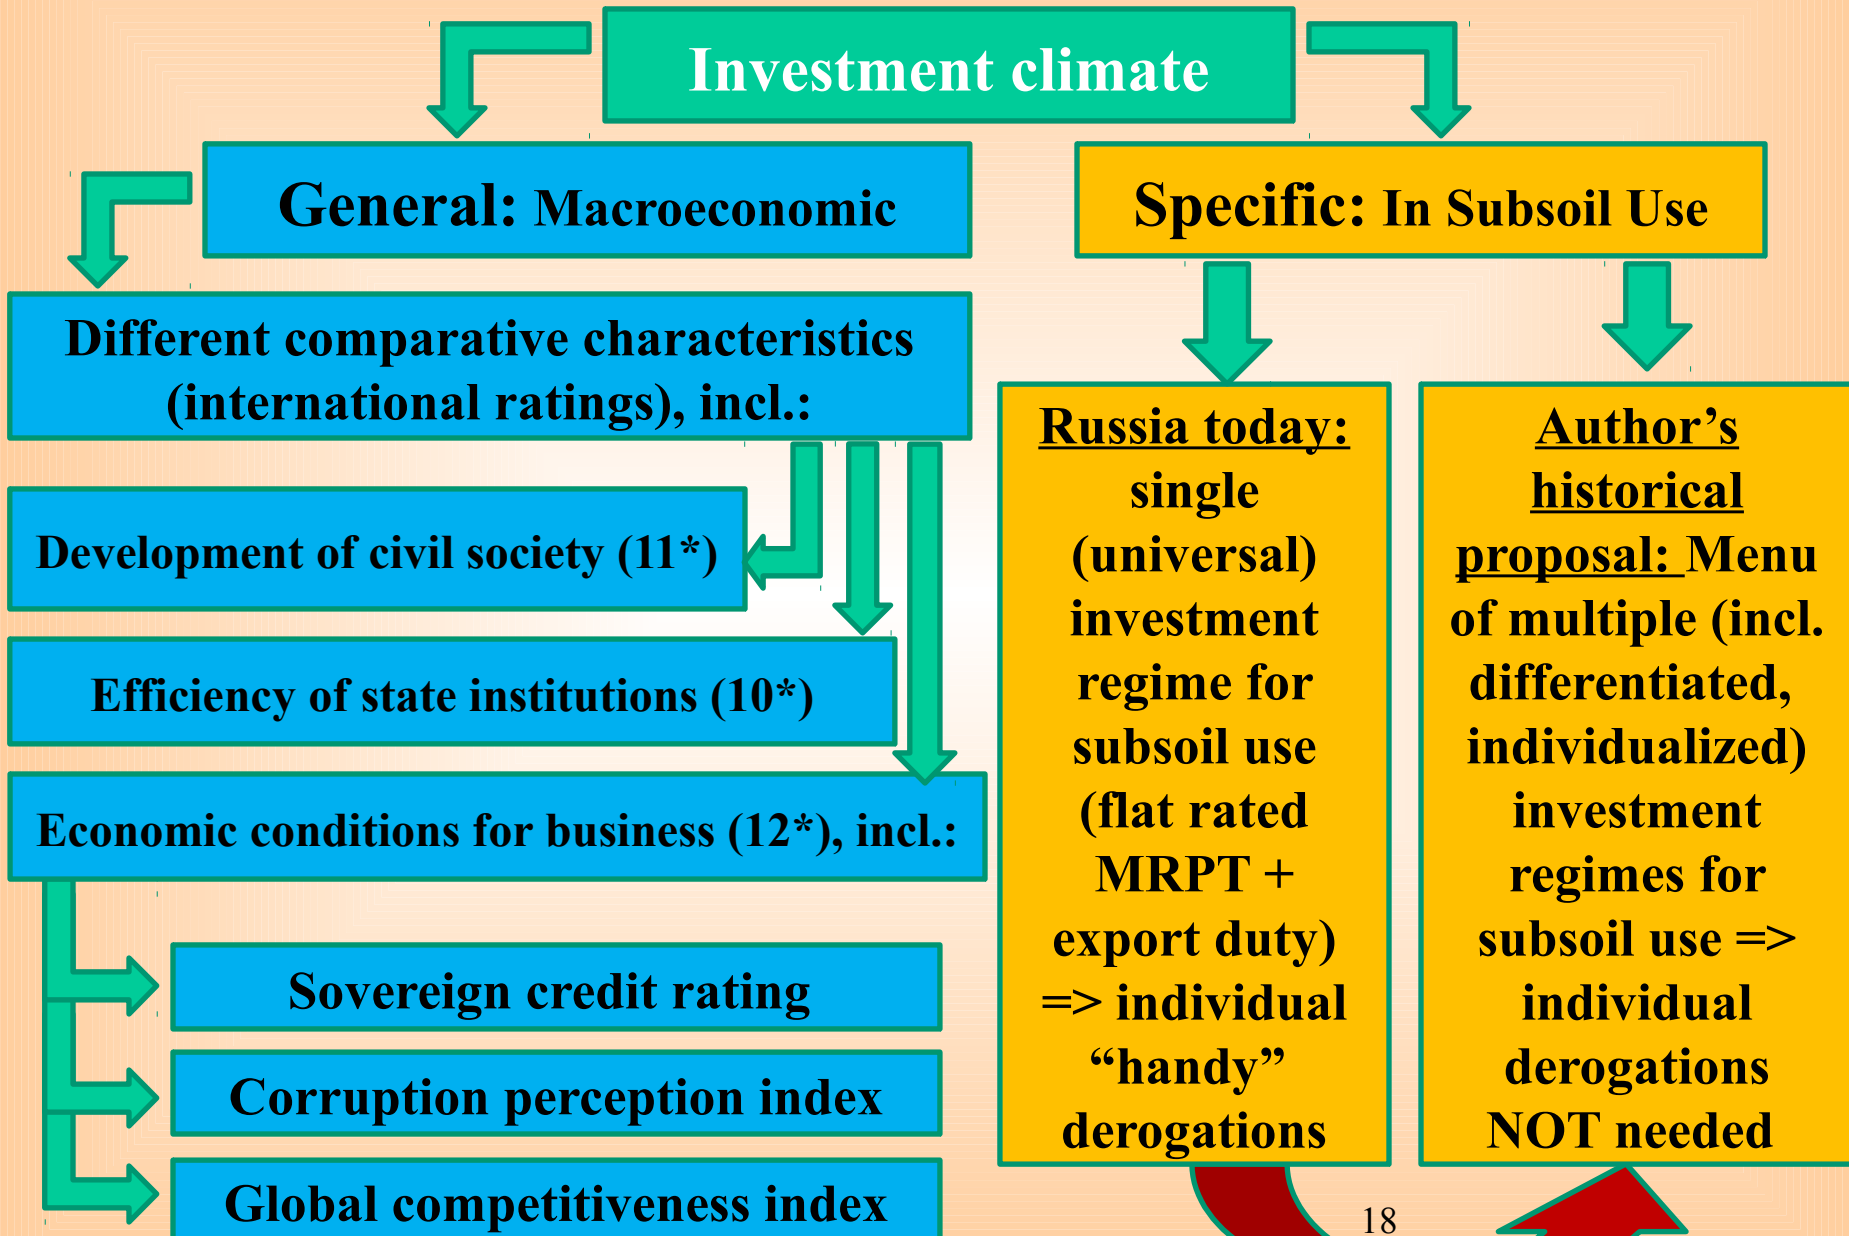 Investment climate
General: Macroeconomic
Specific: In Subsoil Use
Different comparative characteristics
(international ratings), incl.:
Development of civil society (11*)
Efficiency of state institutions (10*)
Economic conditions for business (12*), incl.:
Sovereign credit rating
Corruption perception index
Global competitiveness index
Russia today:
single
(universal)
investment
regime for
subsoil use
(flat rated
MRPT +
export duty)
=> individual
“handy”
derogations
Author’s
historical
proposal: Menu
of multiple (incl.
differentiated,
individualized)
investment
regimes for
subsoil use =>
individual
derogations
NOT needed
18